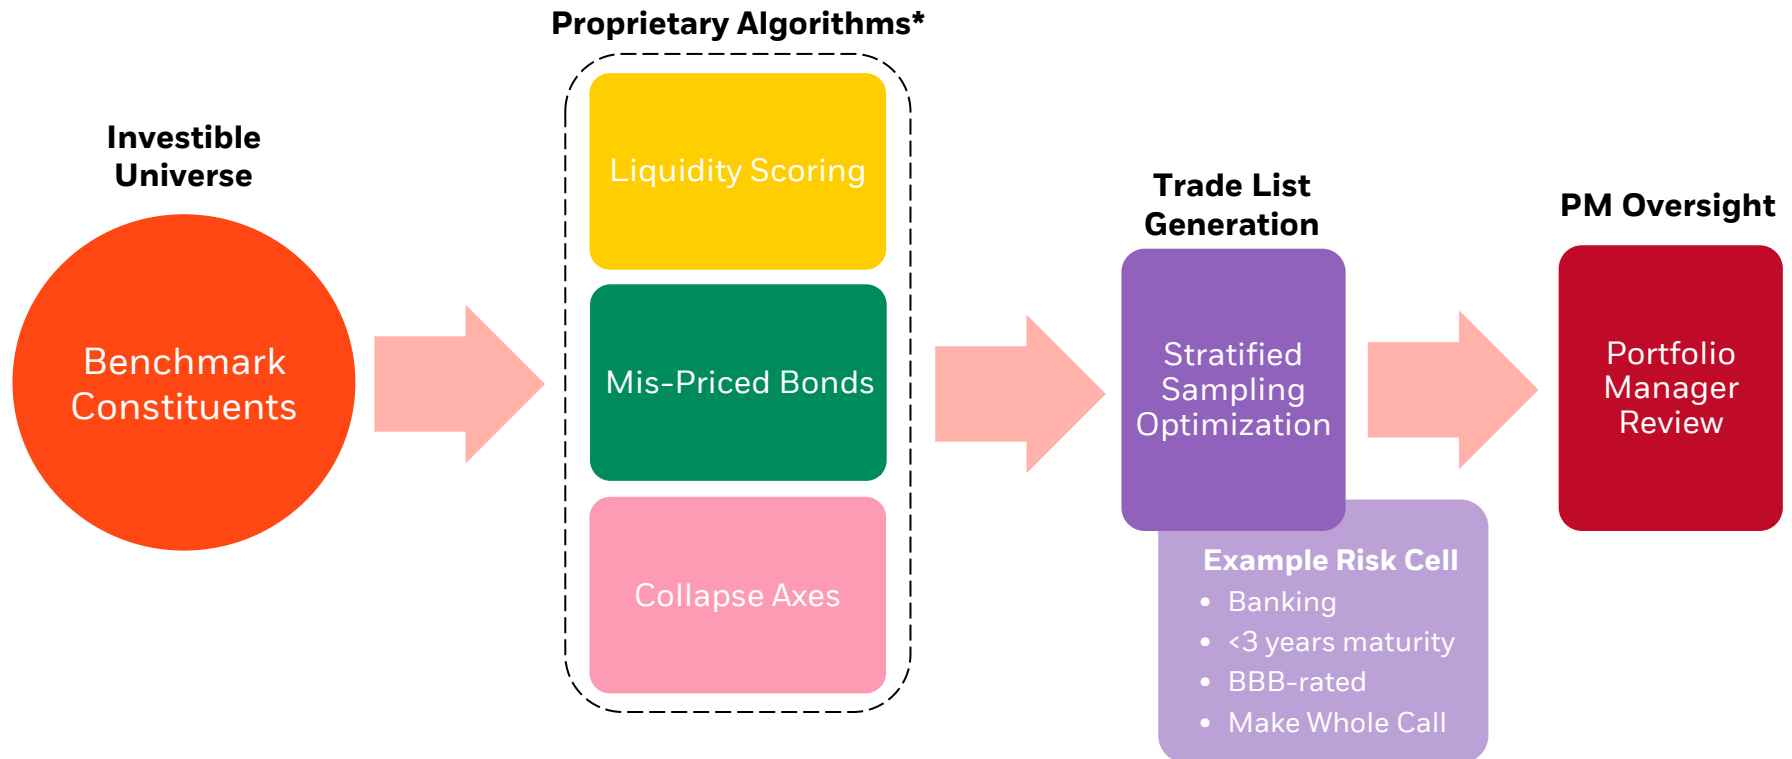 Proprietary Algorithms*
Investible
Universe
Benchmark
Constituents
Liquidity Scoring
Mis-Priced Bonds
Collapse Axes
Trade List
Generation
Stratified
Sampling
Optimization
Example Risk Cell
• Banking
• <3 years maturity
• BBB-rated
• Make Whole Call
PM Oversight
Portfolio
Manager
Review